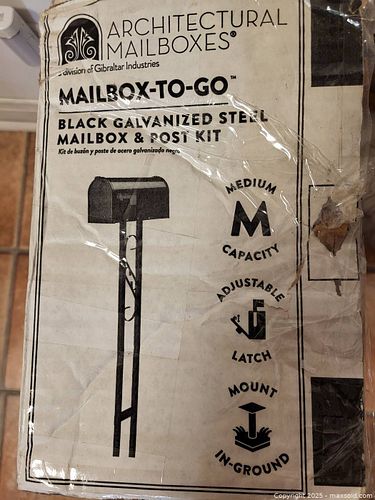 ARCHITECTURAL
MAILBOXES®
a division of Gibraltar Industries
MAILBOX-TO-GO™
BLACK GALVANIZED STEEL
MAILBOX & POST KIT
Kit de buzón y poste de acero galvanizado negro
MEDIUM
M
CAPACITY
ADJUSTABLE
LATCH
MOUNT
IN-GROUND
Copyright 2025 - maxsold.com